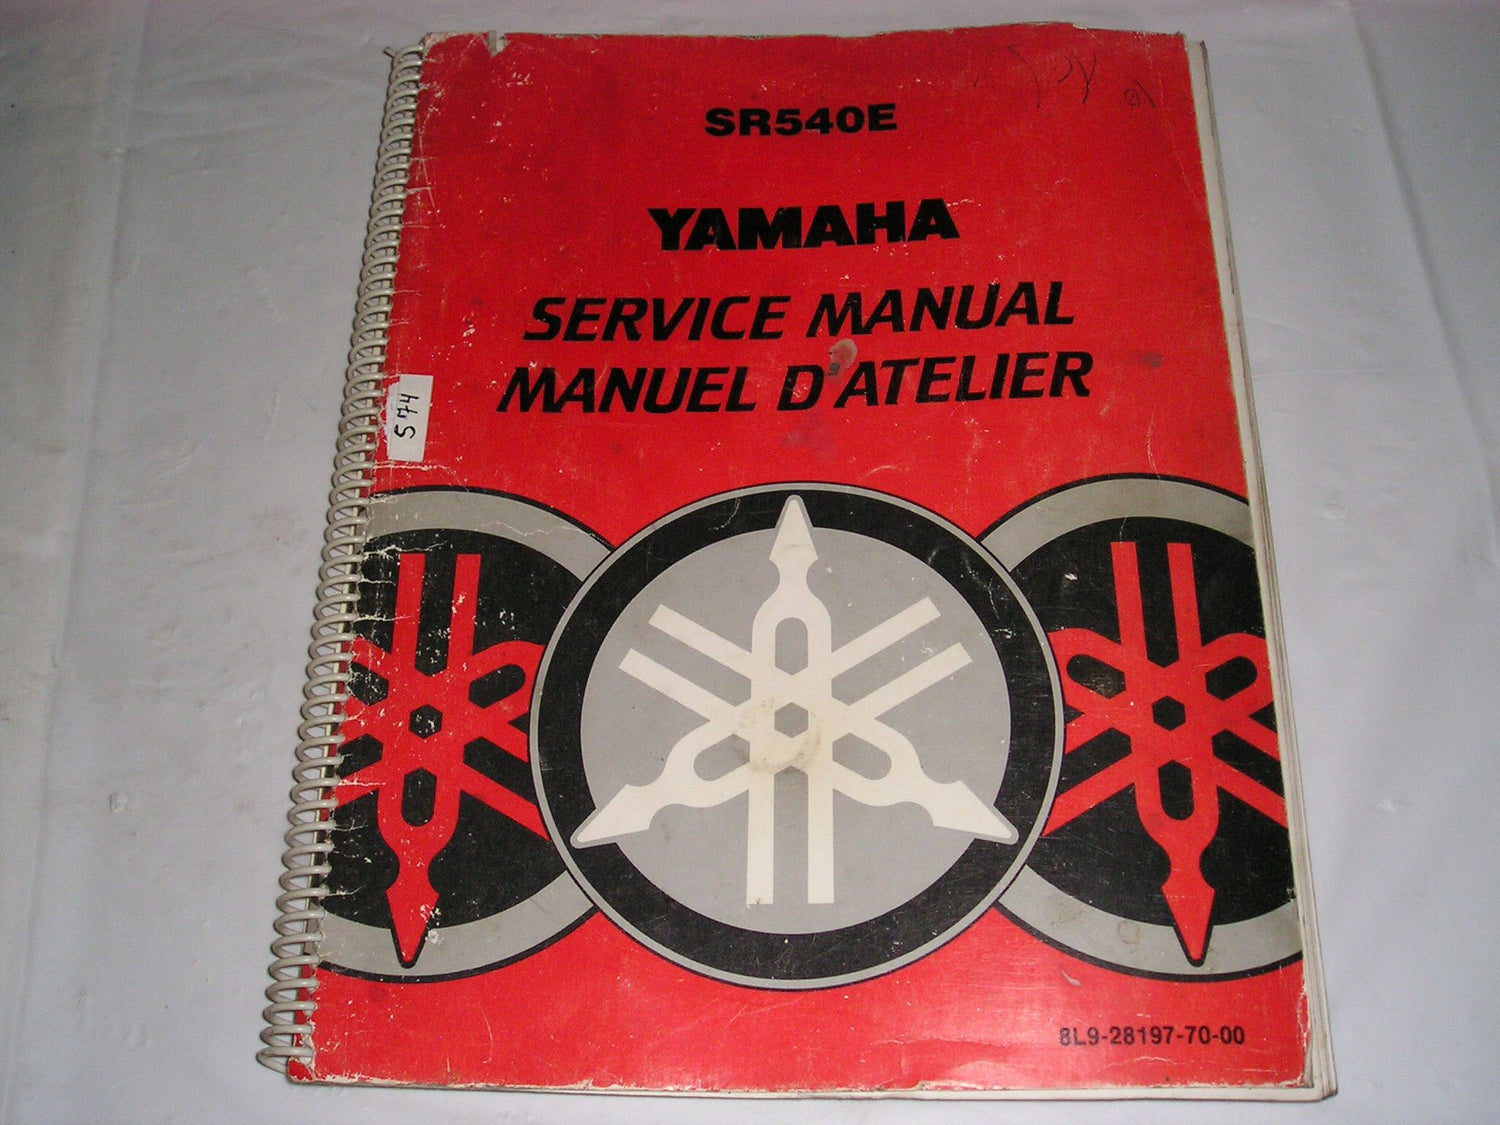 SR540E
YAMAHA
SERVICE MANUAL
MANUEL D'ATELIER
S74
8L9-28197-70-00